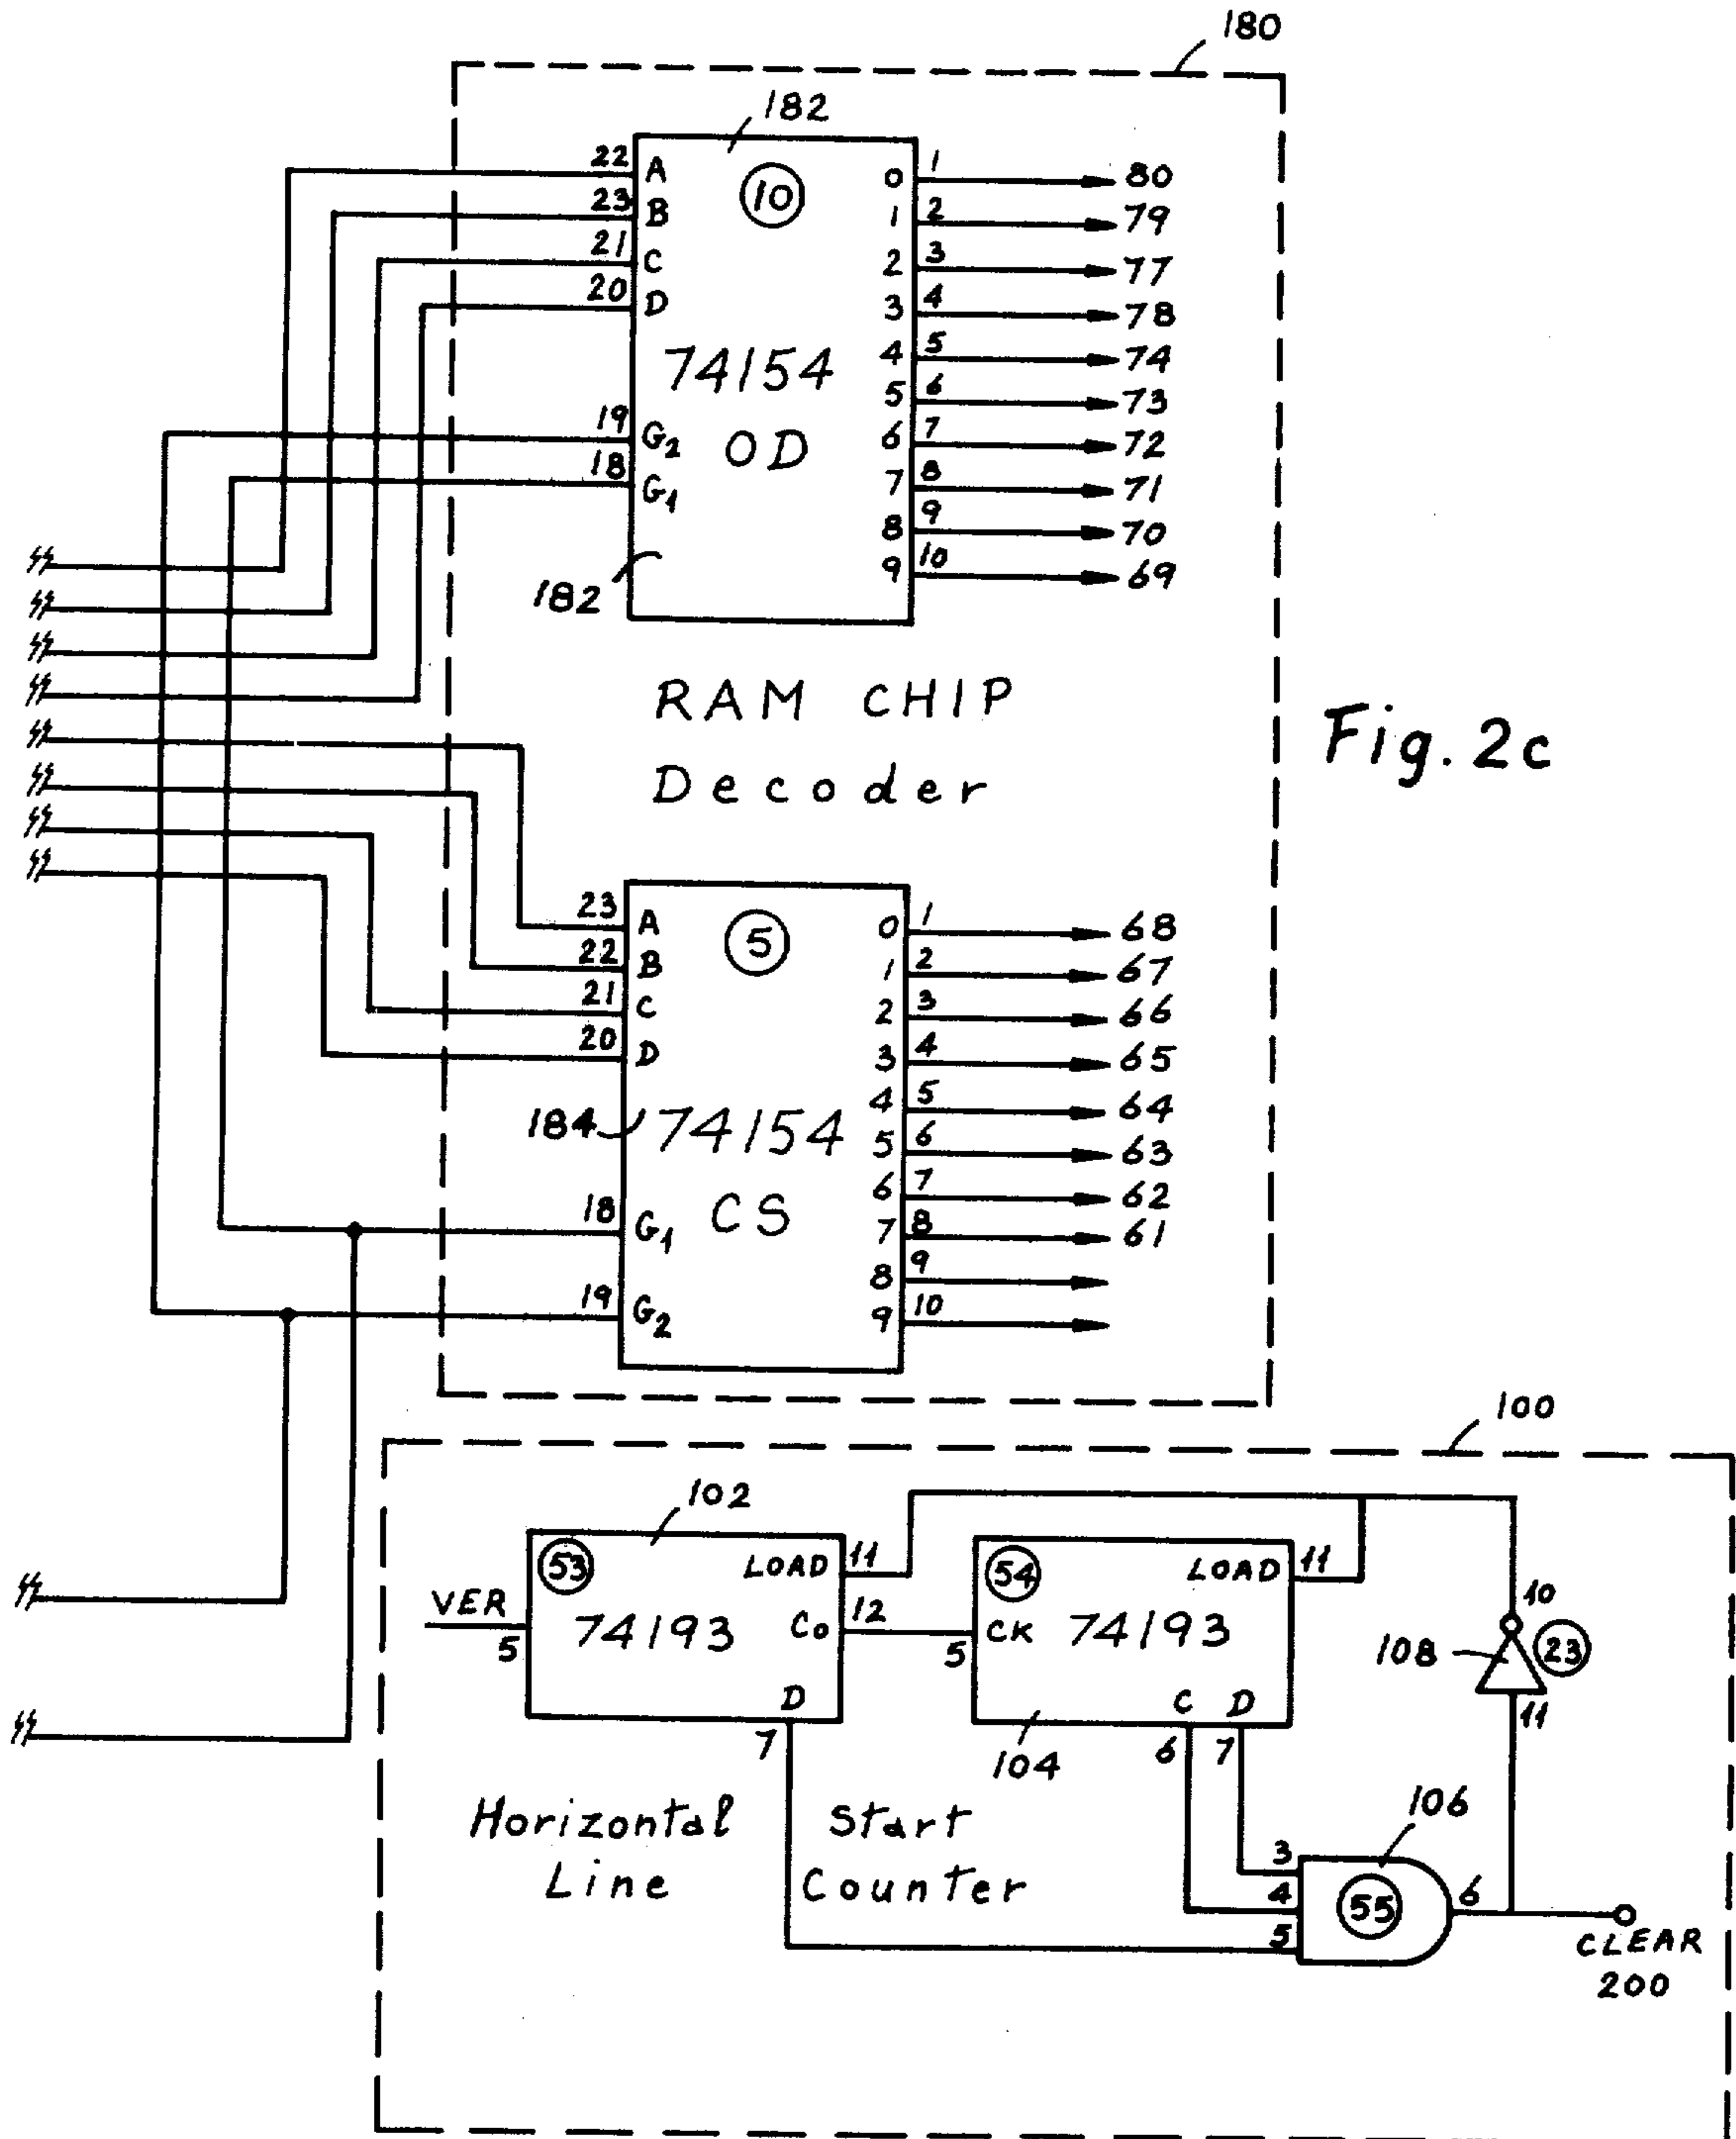 180
182
10
22 A
23 B
21 C
20 D
19 G2
18 G1
74154
OD
182
0 1 80
1 2 79
2 3 77
3 4 78
4 5 74
5 6 73
6 7 72
7 8 71
8 9 70
9 10 69
RAM CHIP
Decoder
Fig. 2c
5
23 A
22 B
21 C
20 D
184 74154
CS
18 G1
19 G2
0 1 68
1 2 67
2 3 66
3 4 65
4 5 64
5 6 63
6 7 62
7 8 61
8 9
9 10
100
102
53 LOAD 11
VER 5 74193 Co 12
D
7
54 LOAD 11
5 CK 74193
C D
6 7
104
10
108 23
11
Horizontal Start
Line Counter
106
3
4 55 6
5
CLEAR
200